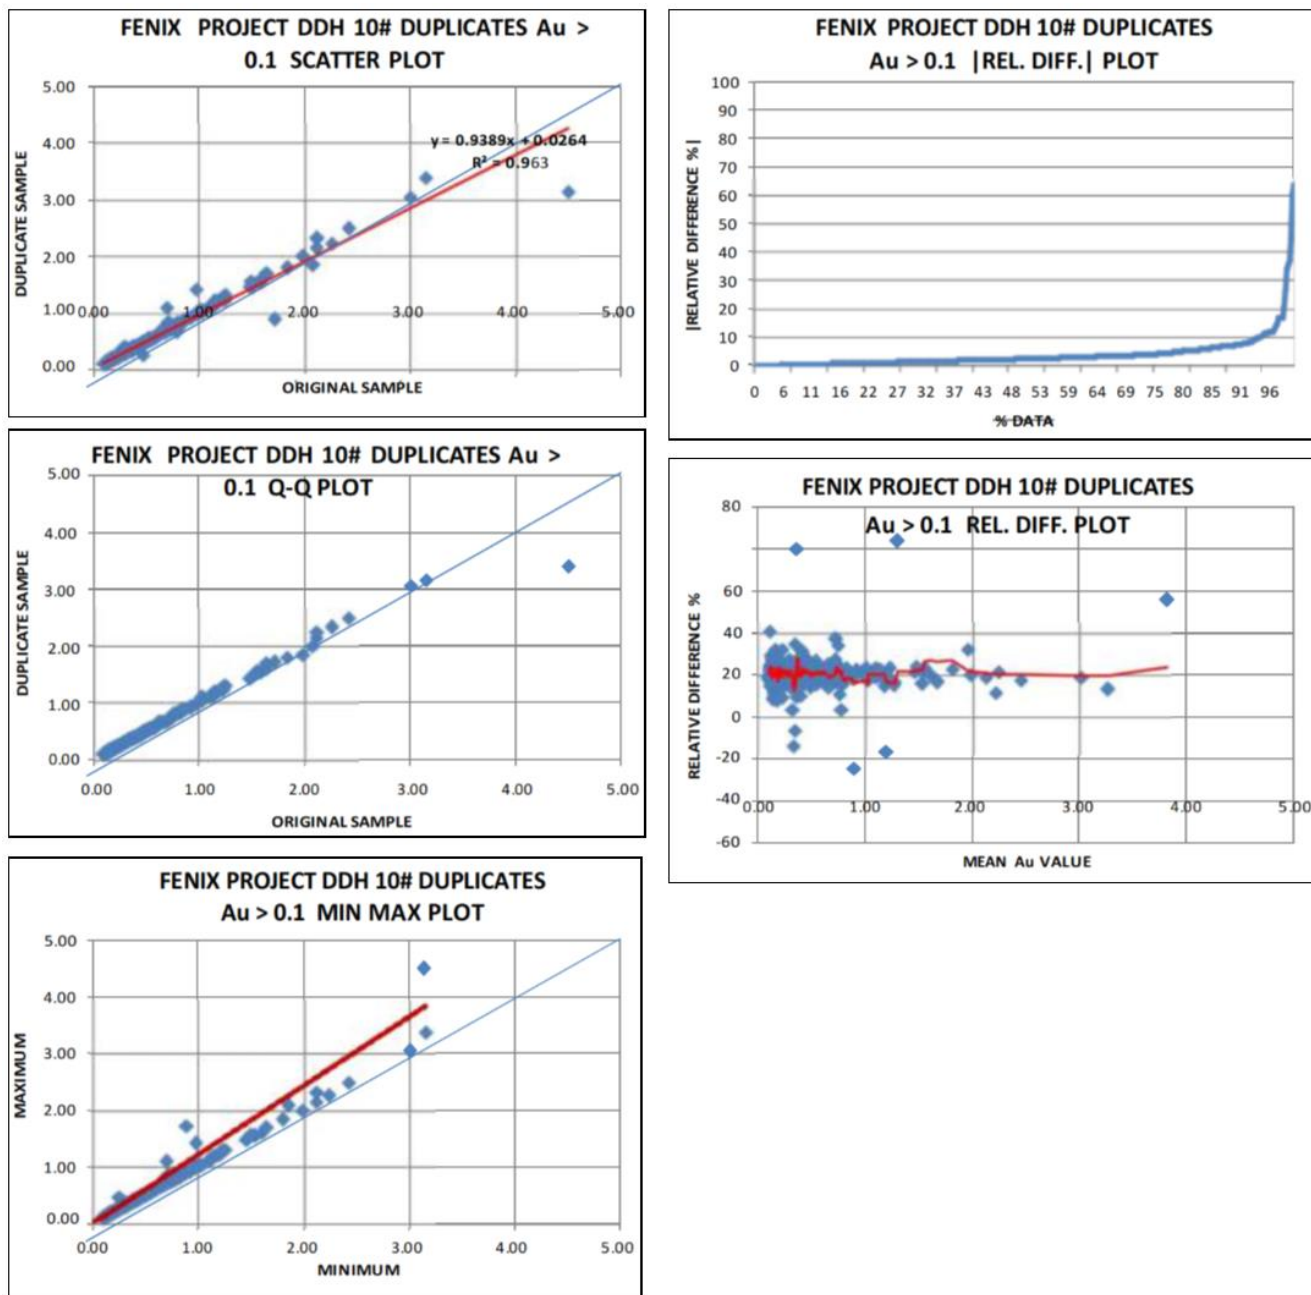 FENIX PROJECT DDH 10# DUPLICATES Au >
0.1 SCATTER PLOT
5.00
4.00
3.00
2.00
1.00
0.00
y = 0.9389x + 0.0264
R² = 0.963
0.00 1.00 2.00 3.00 4.00 5.00
DUPLICATE SAMPLE
ORIGINAL SAMPLE
FENIX PROJECT DDH 10# DUPLICATES
Au > 0.1 |REL. DIFF.| PLOT
100
90
80
70
60
50
40
30
20
10
0
|RELATIVE DIFFERENCE %|
0 6 11 16 22 27 32 37 43 48 53 59 64 69 75 80 85 91 96
% DATA
FENIX PROJECT DDH 10# DUPLICATES Au >
0.1 Q-Q PLOT
5.00
4.00
3.00
2.00
1.00
0.00
DUPLICATE SAMPLE
0.00 1.00 2.00 3.00 4.00 5.00
ORIGINAL SAMPLE
FENIX PROJECT DDH 10# DUPLICATES
Au > 0.1 REL. DIFF. PLOT
80
60
40
20
0
-20
-40
-60
RELATIVE DIFFERENCE %
0.00 1.00 2.00 3.00 4.00 5.00
MEAN Au VALUE
FENIX PROJECT DDH 10# DUPLICATES
Au > 0.1 MIN MAX PLOT
5.00
4.00
3.00
2.00
1.00
0.00
MAXIMUM
0.00 1.00 2.00 3.00 4.00 5.00
MINIMUM